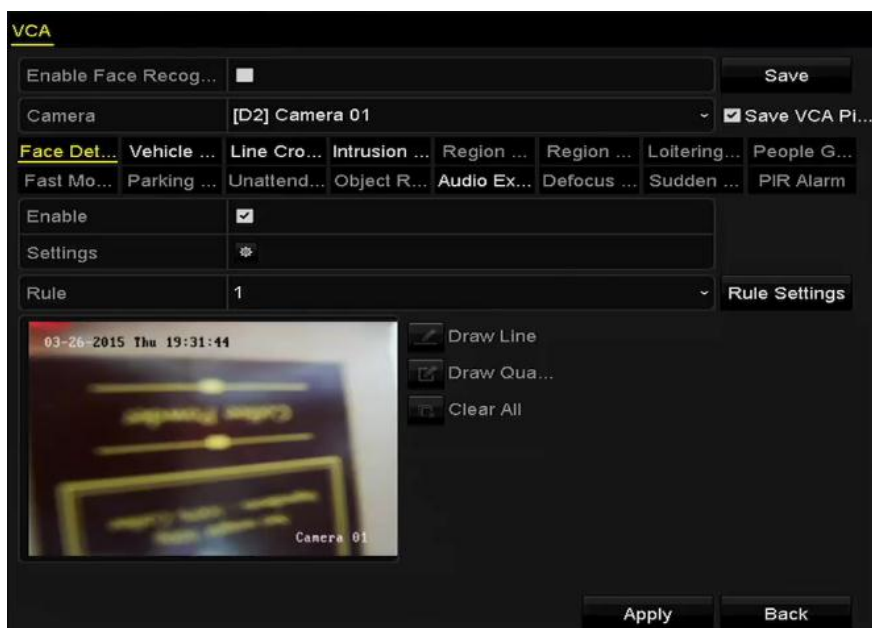 VCA
Enable Face Recog...
Save
Camera [D2] Camera 01
Save VCA Pi...
Face Det... Vehicle ... Line Cro... Intrusion ... Region ... Region ... Loitering... People G...
Fast Mo... Parking ... Unattend... Object R... Audio Ex... Defocus ... Sudden ... PIR Alarm
Enable
Settings
Rule 1
Rule Settings
03-26-2015 Thu 19:31:44
Draw Line
Draw Qua...
Clear All
Camera 01
Apply Back